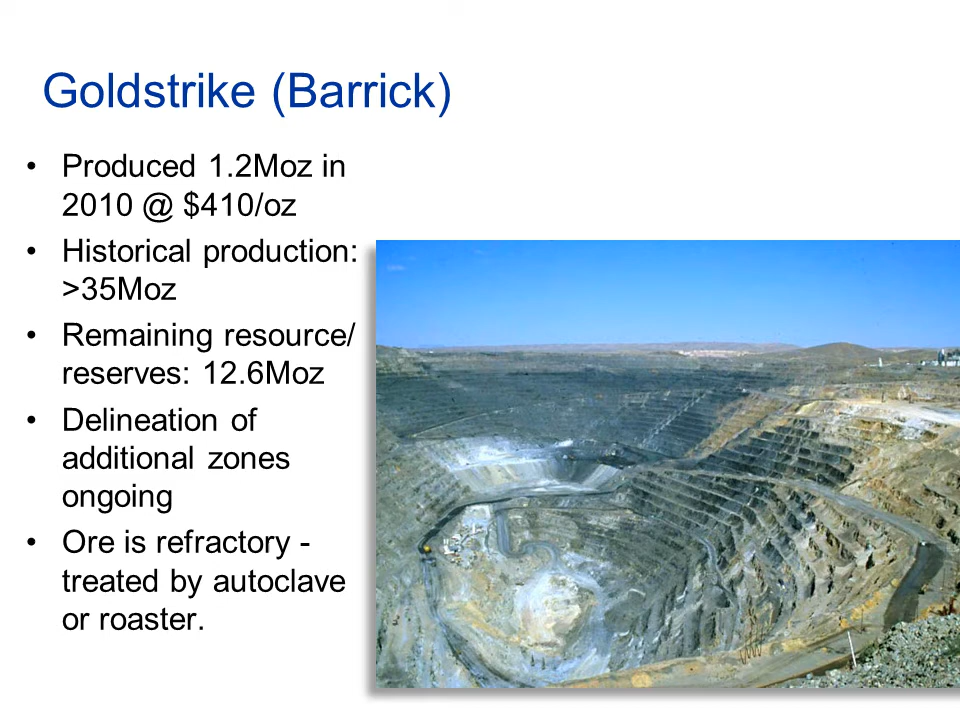 Goldstrike (Barrick)
• Produced 1.2Moz in
2010 @ $410/oz
• Historical production:
>35Moz
• Remaining resource/
reserves: 12.6Moz
• Delineation of
additional zones
ongoing
• Ore is refractory -
treated by autoclave
or roaster.